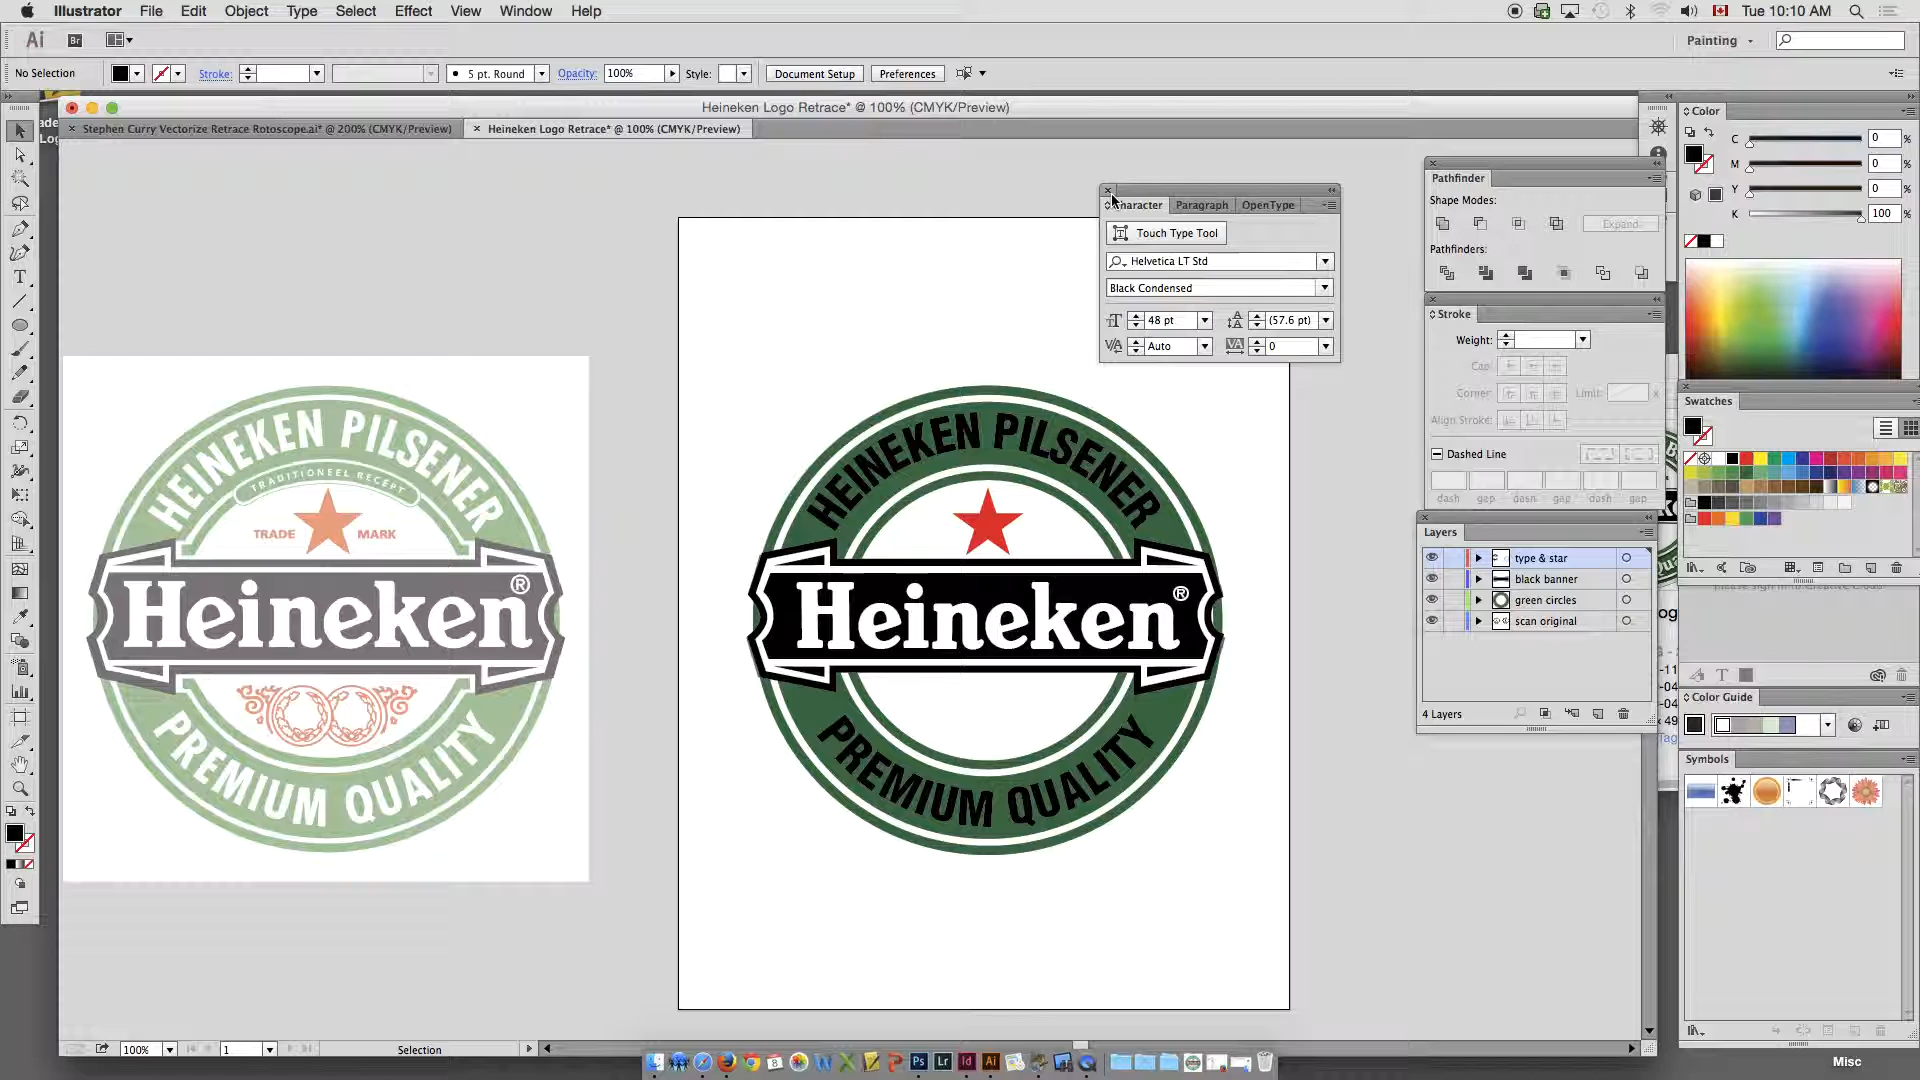 Illustrator File Edit Object Type Select Effect View Window Help
Tue 10:10 AM
Ai Br
Painting
No Selection
Stroke:
5 pt. Round
Opacity: 100%
Style:
Document Setup
Preferences
Heineken Logo Retrace* @ 100% (CMYK/Preview)
Stephen Curry Vectorize Retrace Rotoscope.ai* @ 200% (CMYK/Preview)
Heineken Logo Retrace* @ 100% (CMYK/Preview)
HEINEKEN PILSENER
TRADITIONEEL RECEPT
TRADE MARK
Heineken®
PREMIUM QUALITY
HEINEKEN PILSENER
Heineken®
PREMIUM QUALITY
Paragraph OpenType
Touch Type Tool
Helvetica LT Std
Black Condensed
48 pt (57.6 pt)
Auto 0
Pathfinder
Shape Modes:
Expand
Pathfinders:
Stroke
Weight:
Cap:
Corner: Limit: x
Align Stroke:
Dashed Line
dash gap dash gap dash gap
Layers
type & star
black banner
green circles
scan original
4 Layers
Color
C 0 %
M 0 %
Y 0 %
K 100 %
Swatches
Color Guide
Symbols
100% 1 Selection
Misc